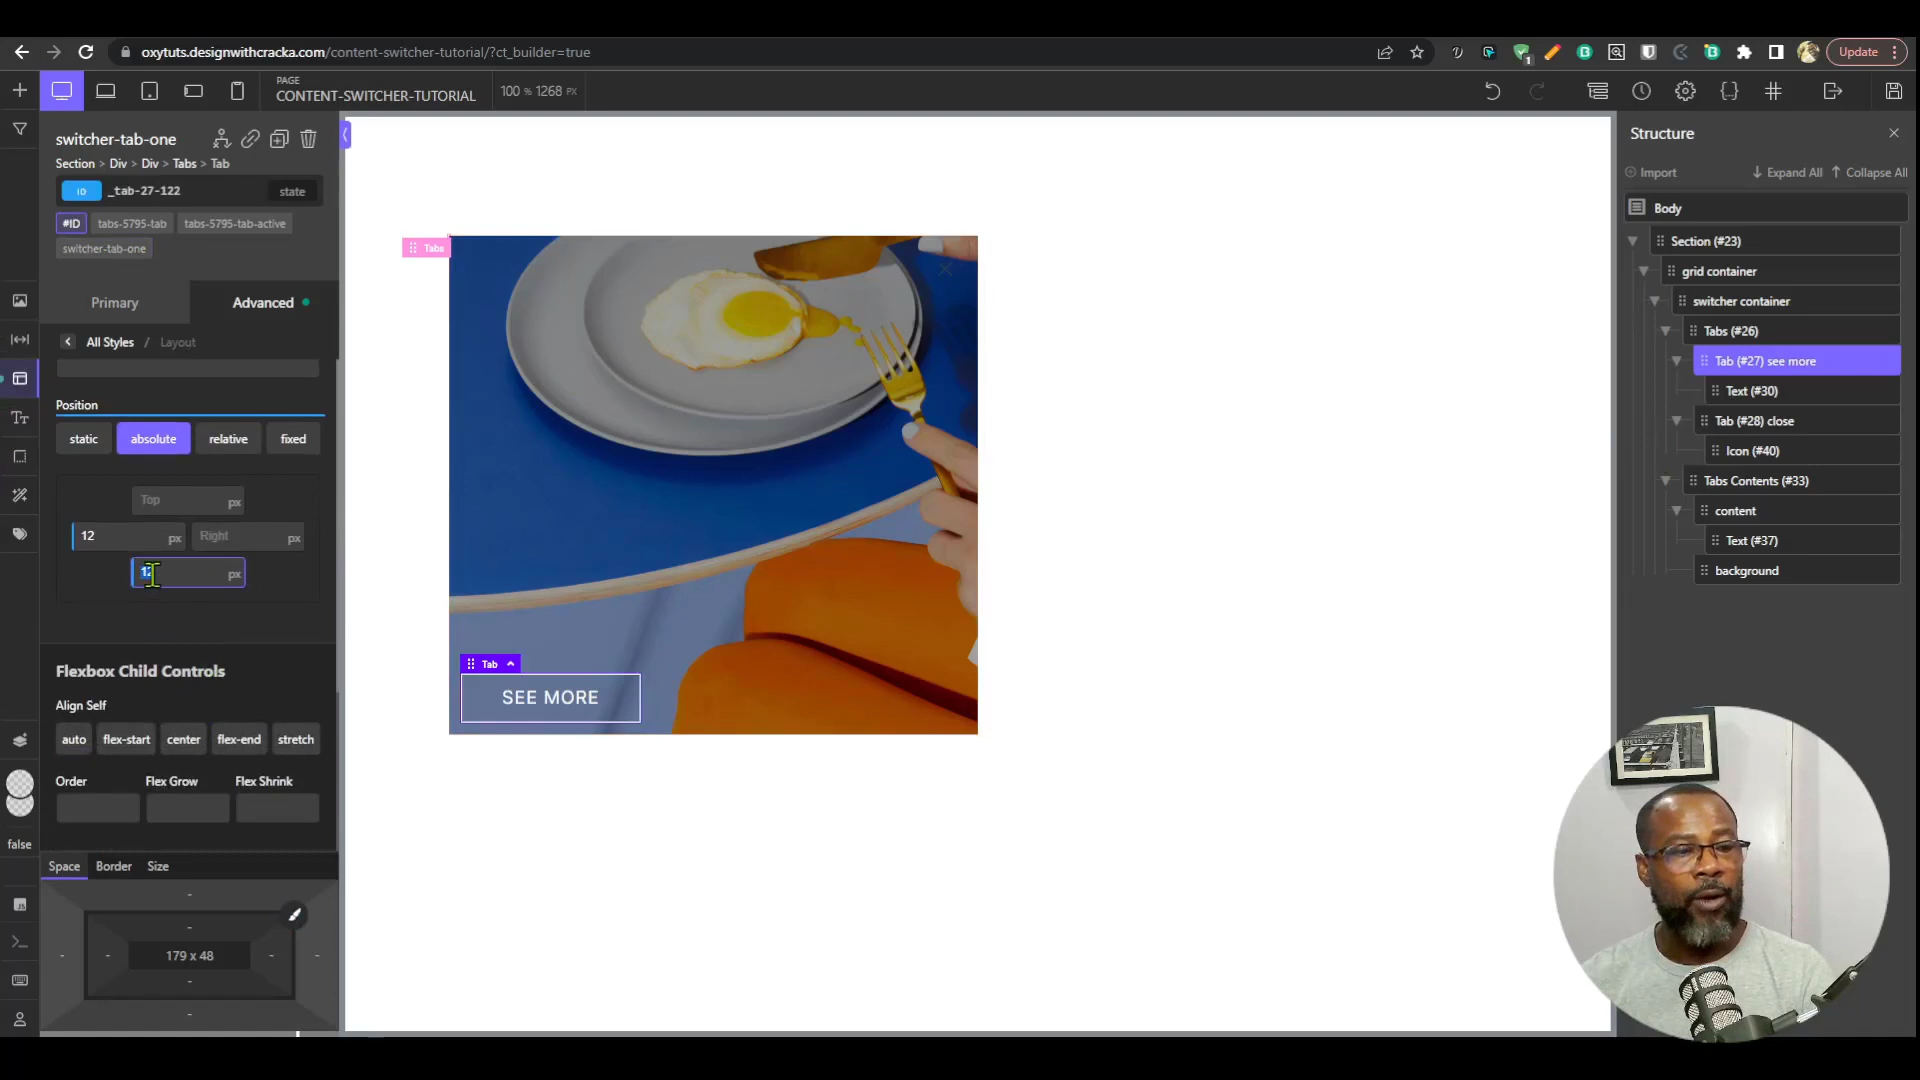 oxytuts.designwithcracka.com/content-switcher-tutorial/?ct_builder=true
Update
PAGE
CONTENT-SWITCHER-TUTORIAL
100 % 1268 PX
switcher-tab-one
Section > Div > Div > Tabs > Tab
ID _tab-27-122 state
#ID tabs-5795-tab tabs-5795-tab-active
switcher-tab-one
Primary Advanced
All Styles / Layout
Position
static absolute relative fixed
Top px
12 px Right px
12 px
Flexbox Child Controls
Align Self
auto flex-start center flex-end stretch
Order Flex Grow Flex Shrink
false
Space Border Size
179 x 48
Tabs
Tab
SEE MORE
Structure
Import Expand All Collapse All
Body
Section (#23)
grid container
switcher container
Tabs (#26)
Tab (#27) see more
Text (#30)
Tab (#28) close
Icon (#40)
Tabs Contents (#33)
content
Text (#37)
background